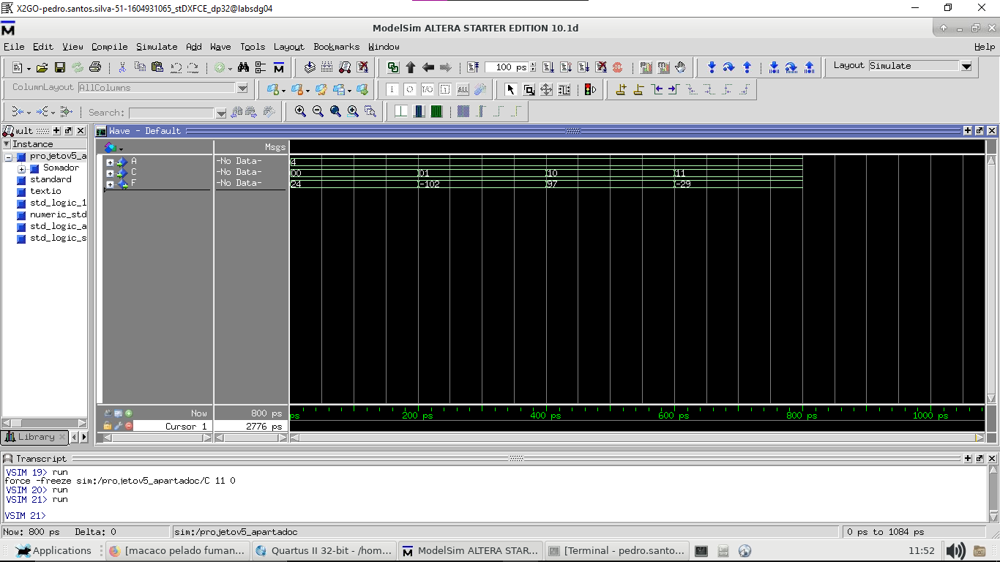 X2GO-pedro.santos.silva-51-1604931065_stDXFCE_dp32@labsdg04
ModelSim ALTERA STARTER EDITION 10.1d
File Edit View Compile Simulate Add Wave Tools Layout Bookmarks Window Help
100 ps
Layout Simulate
ColumnLayout AllColumns
Search:
ult
Wave - Default
Instance
Msgs
projetov5_a
Somador
standard
textio
std_logic_1
numeric_std
std_logic_a
std_logic_s
A -No Data- 4
C -No Data- 00 01 10 11
F -No Data- 24 -102 97 -29
Now 800 ps ps 200 ps 400 ps 600 ps 800 ps 1000 ps
Cursor 1 2776 ps
Library
Transcript
VSIM 19> run
force -freeze sim:/projetov5_apartadoc/C 11 0
VSIM 20> run
VSIM 21> run
VSIM 21>
Now: 800 ps Delta: 0 sim:/projetov5_apartadoc 0 ps to 1084 ps
Applications [macaco pelado fuman... Quartus II 32-bit - /hom... ModelSim ALTERA STAR... [Terminal - pedro.santo... 11:52